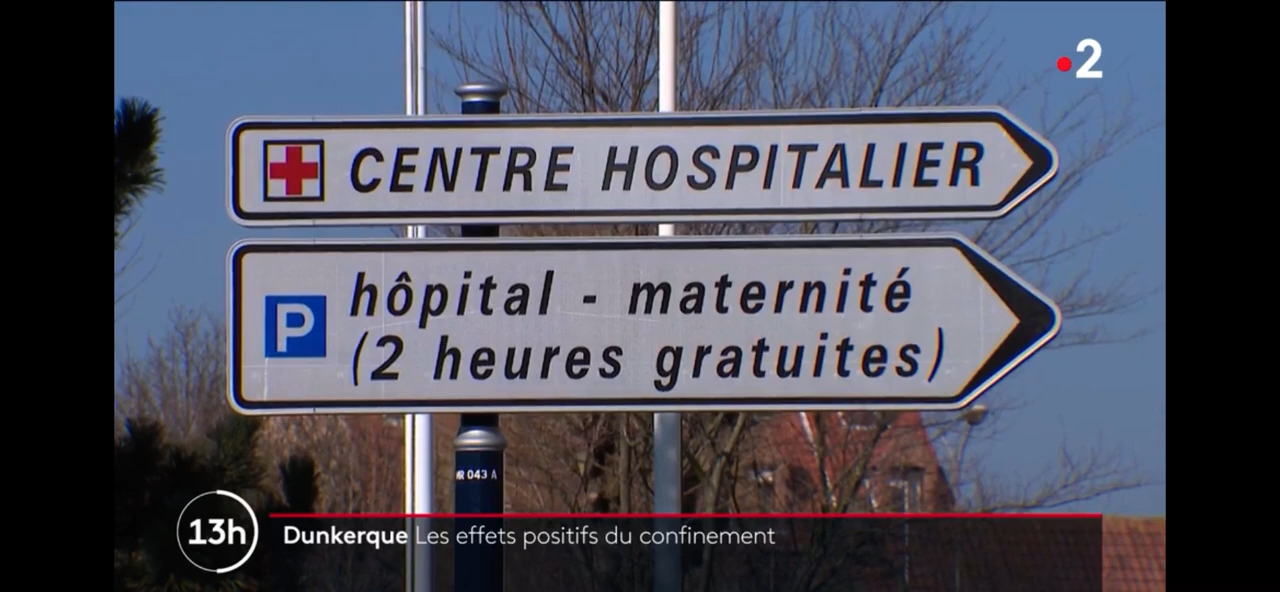 2
CENTRE HOSPITALIER
P hôpital - maternité
(2 heures gratuites)
043 A
13h Dunkerque Les effets positifs du confinement